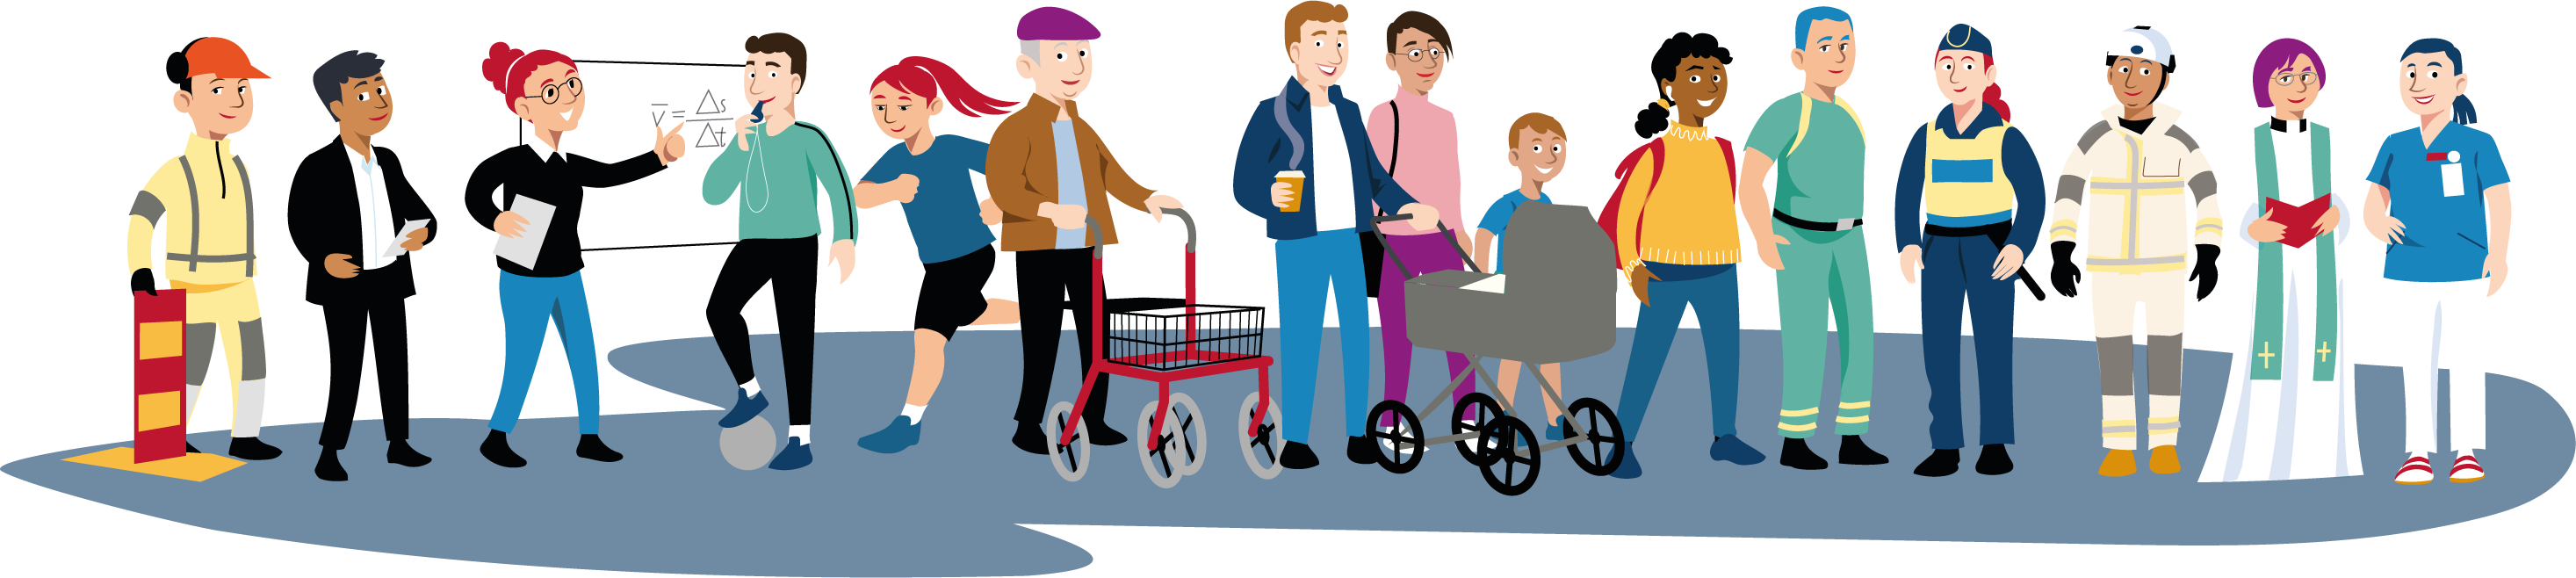 v̅ = Δs/Δt